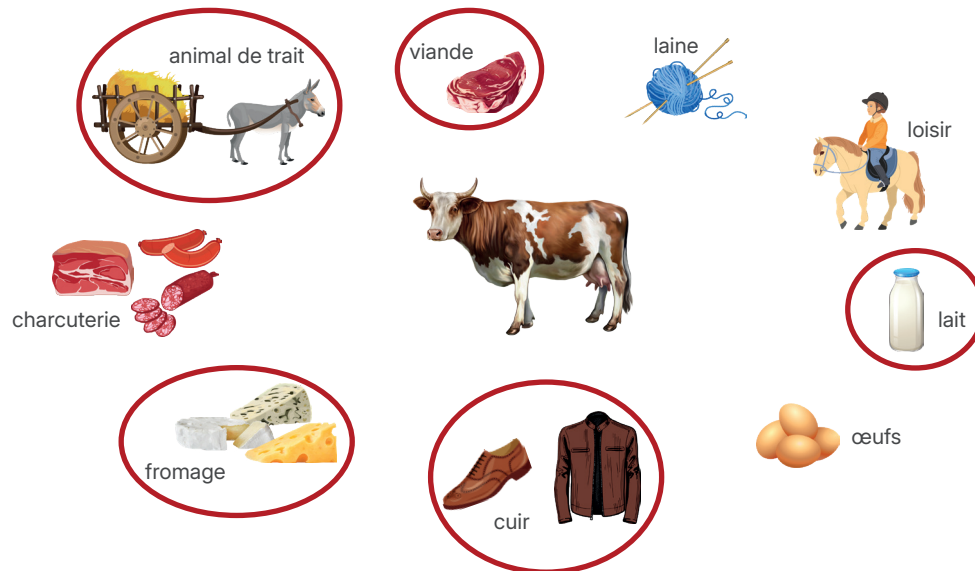 animal de trait
viande
laine
loisir
charcuterie
lait
fromage
œufs
cuir